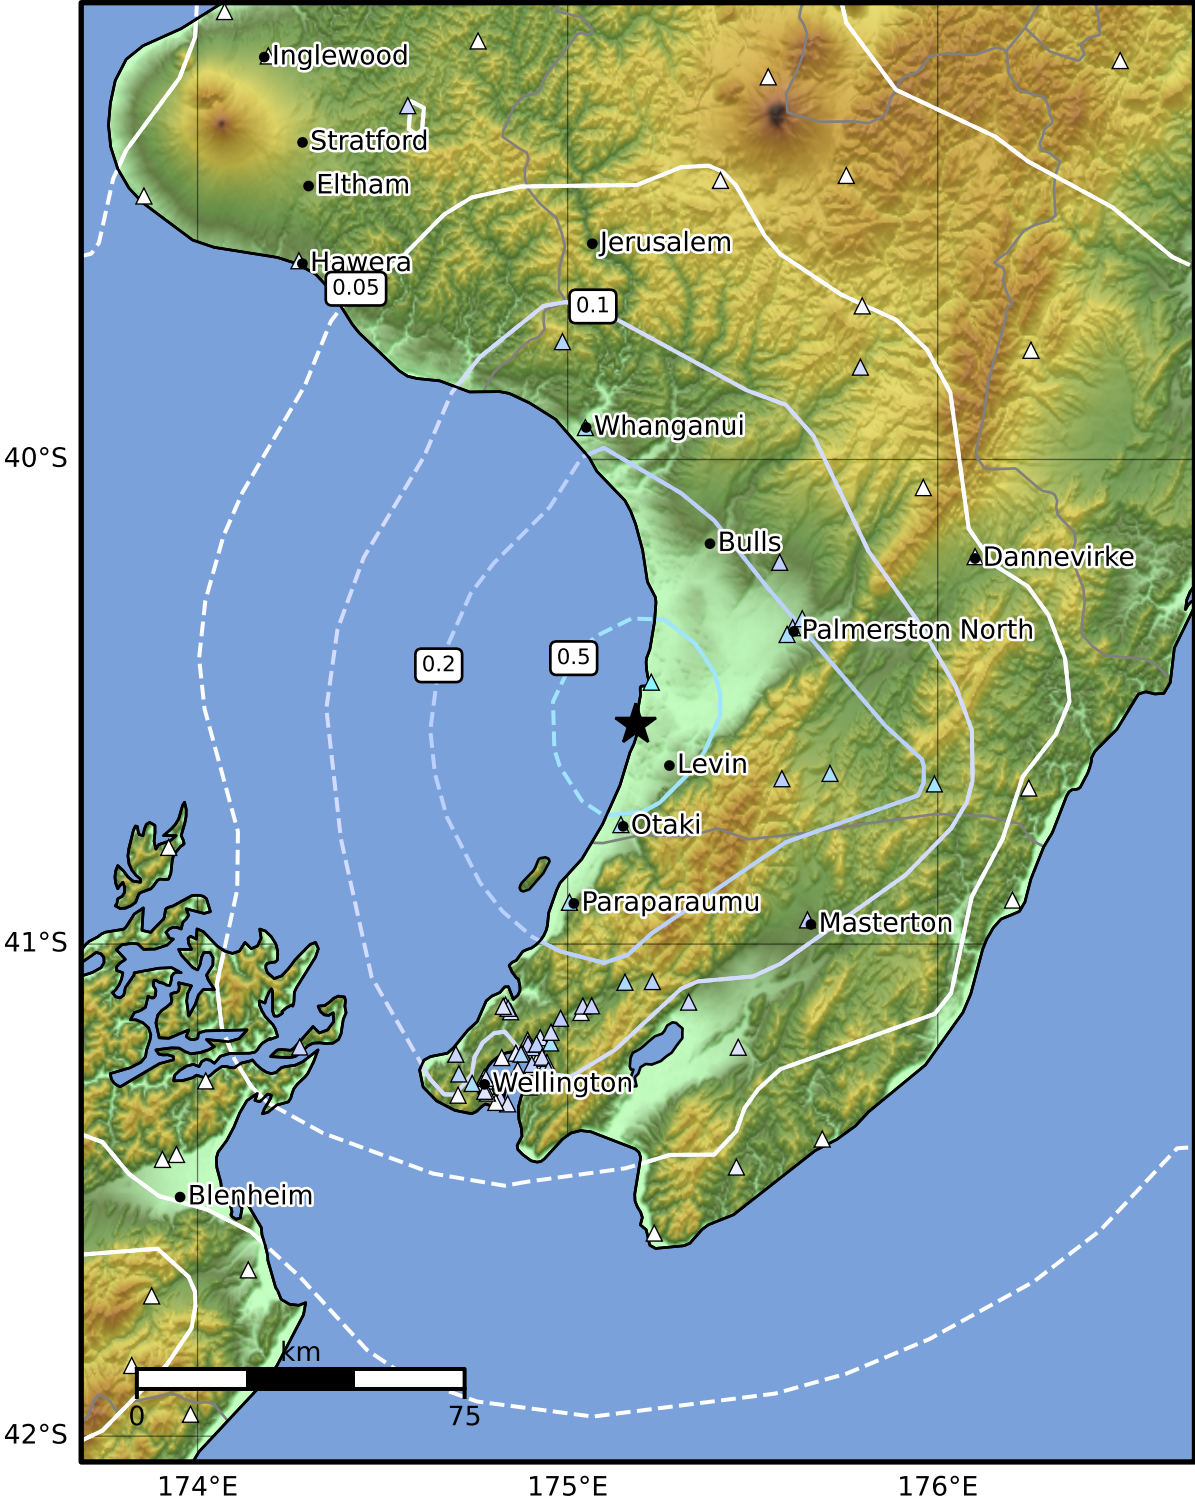 Inglewood
Stratford
Eltham
Jerusalem
Hawera
0.05
0.1
Whanganui
40°S
Bulls
Dannevirke
Palmerston North
0.5
0.2
Levin
Otaki
Paraparaumu
Masterton
41°S
Wellington
Blenheim
km
0
75
42°S
174°E
175°E
176°E